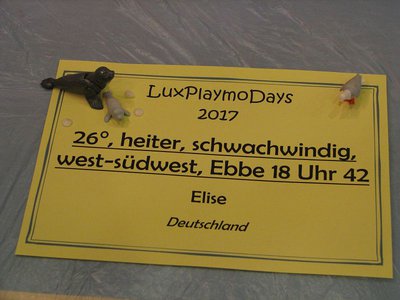 LuxPlaymoDays
2017
26°, heiter, schwachwindig,
west-südwest, Ebbe 18 Uhr 42
Elise
Deutschland